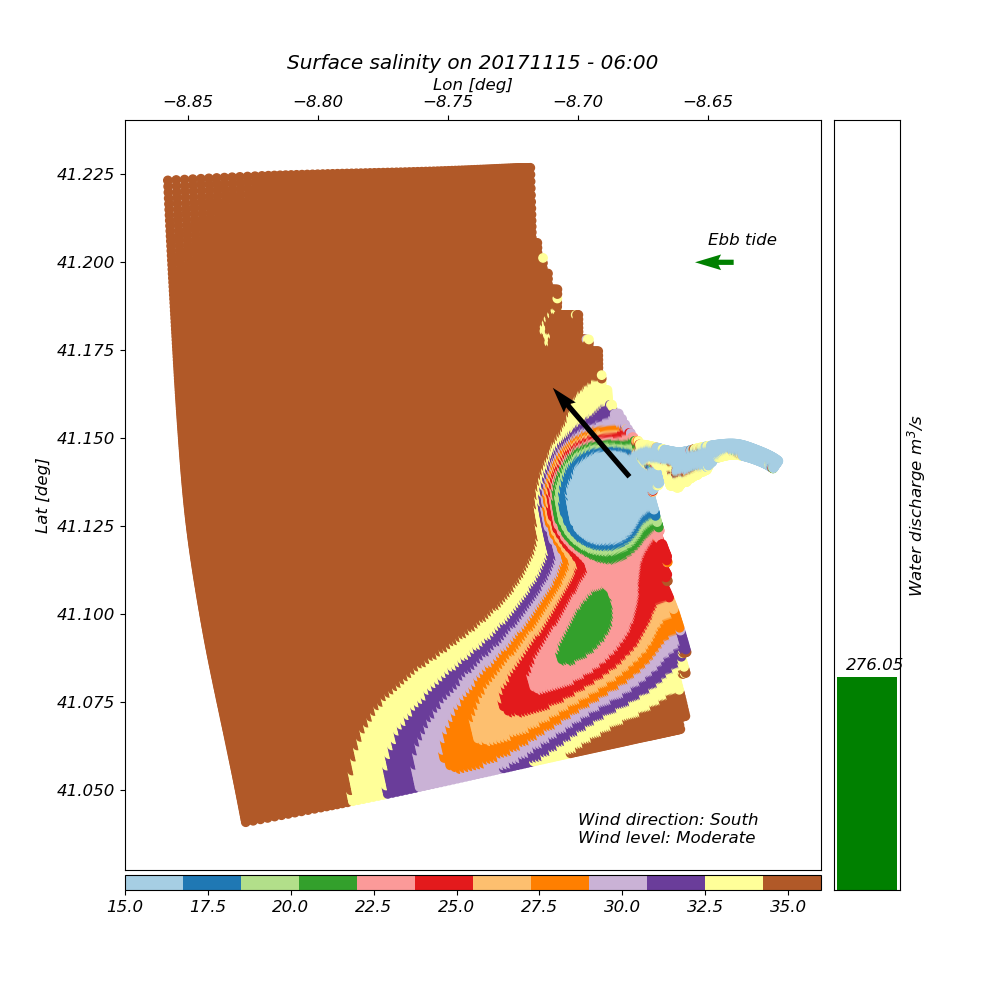 Surface salinity on 20171115 - 06:00
Lon [deg]
−8.85 −8.80 −8.75 −8.70 −8.65
41.225
41.200
41.175
41.150
41.125
41.100
41.075
41.050
Lat [deg]
Ebb tide
Wind direction: South
Wind level: Moderate
276.05
Water discharge m³/s
15.0 17.5 20.0 22.5 25.0 27.5 30.0 32.5 35.0